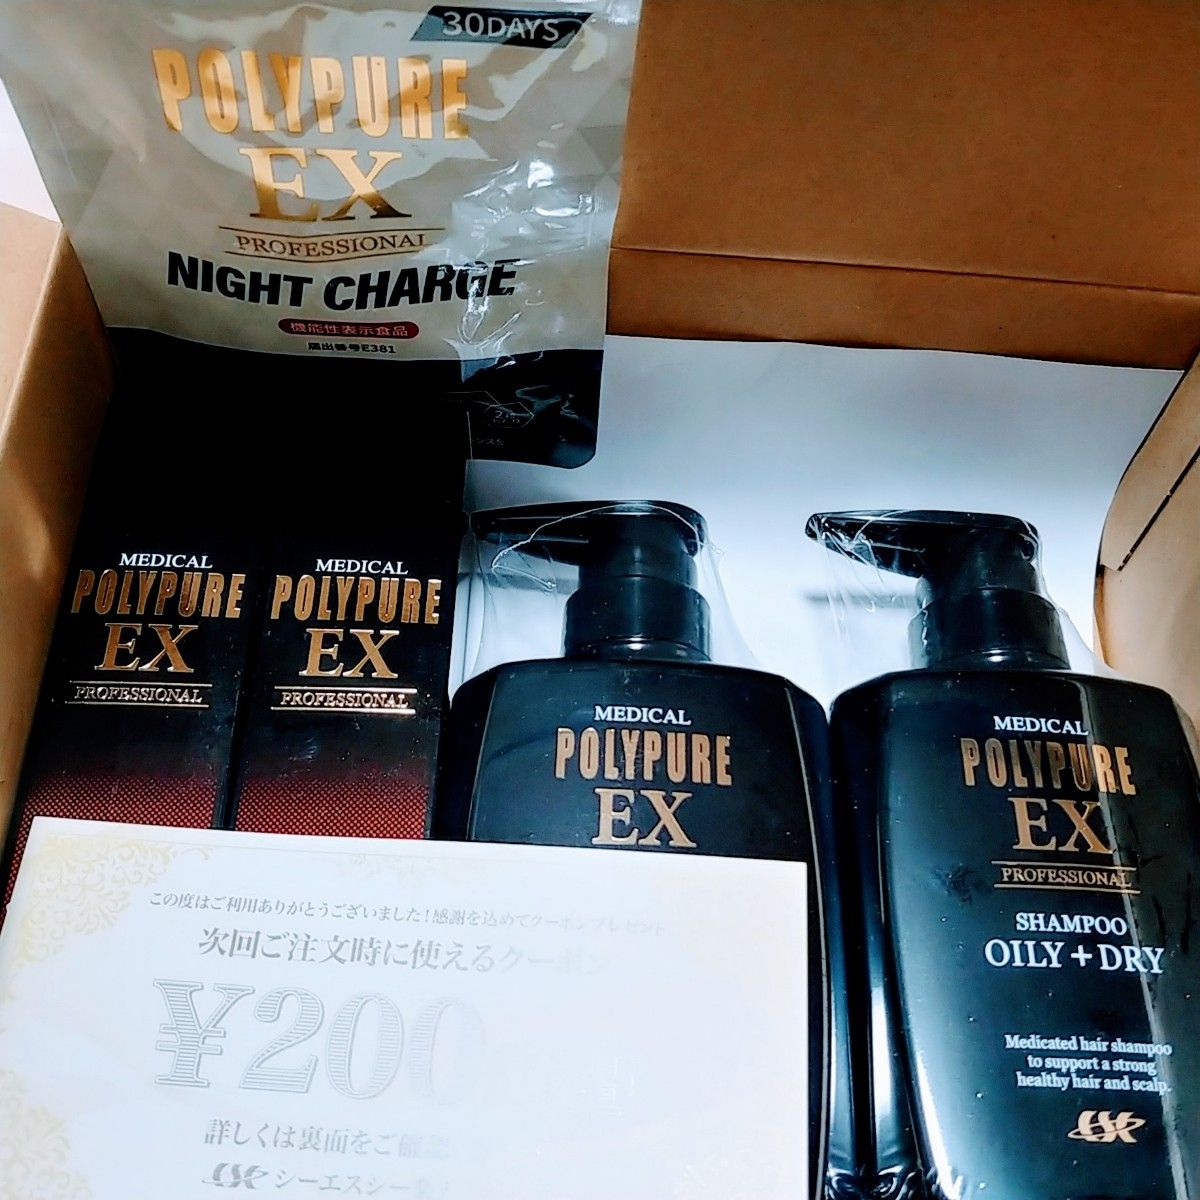 30DAYS
POLYPURE
EX
PROFESSIONAL
NIGHT CHARGE
機能性表示食品
届出番号E381
MEDICAL
POLYPURE
EX
PROFESSIONAL
MEDICAL
POLYPURE
EX
PROFESSIONAL
MEDICAL
POLYPURE
EX
MEDICAL
POLYPURE
EX
PROFESSIONAL
SHAMPOO
OILY + DRY
Medicated hair shampoo
to support a strong
healthy hair and scalp.
この度はご利用ありがとうございました!感謝を込めてクーポンプレゼント
次回ご注文時に使えるクーポン
¥200
詳しくは裏面をご確認
シーエスシー